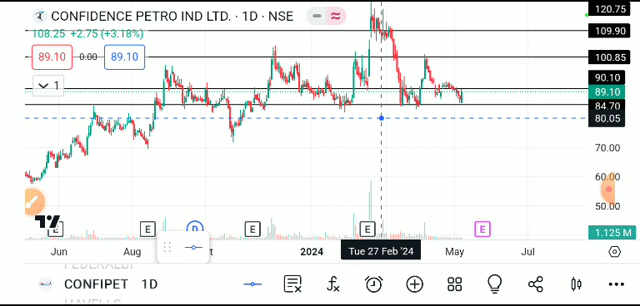 CONFIDENCE PETRO IND LTD. · 1D · NSE
108.25 +2.75 (+3.18%)
89.10 0.00 89.10
1
120.75
109.90
100.85
90.10
89.10
84.70
80.05
70.00
60.00
50.00
1.125 M
E E D E E E
Jun Aug 2024 Tue 27 Feb '24 May Jul
CONFIPET 1D